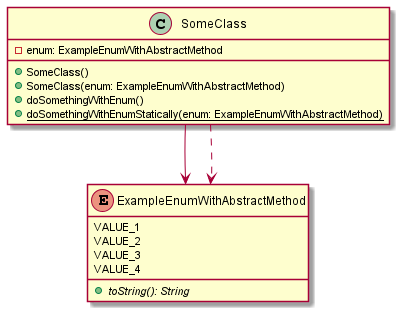 C SomeClass
enum: ExampleEnumWithAbstractMethod
SomeClass()
SomeClass(enum: ExampleEnumWithAbstractMethod)
doSomethingWithEnum()
doSomethingWithEnumStatically(enum: ExampleEnumWithAbstractMethod)
E ExampleEnumWithAbstractMethod
VALUE_1
VALUE_2
VALUE_3
VALUE_4
toString(): String